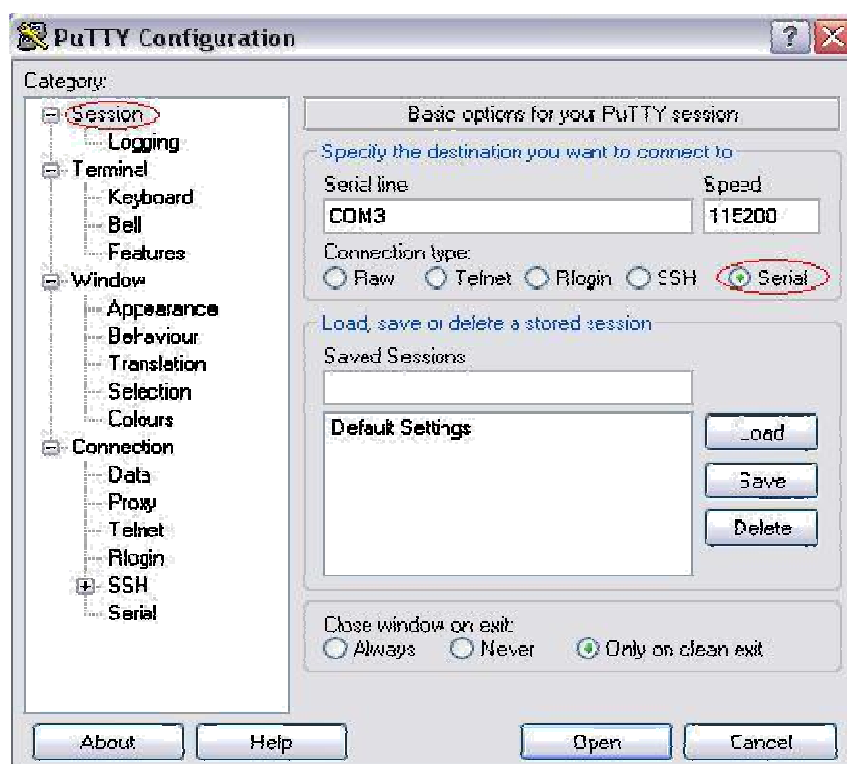 PuTTY Configuration
Category:
Session
Logging
Terminal
Keyboard
Bell
Features
Window
Appearance
Behaviour
Translation
Selection
Colours
Connection
Data
Proxy
Telnet
Rlogin
SSH
Serial
Basic options for your PuTTY session
Specify the destination you want to connect to
Serial line Speed
COM3 115200
Connection type:
Raw Telnet Rlogin SSH Serial
Load, save or delete a stored session
Saved Sessions
Default Settings
Load
Save
Delete
Close window on exit:
Always Never Only on clean exit
About Help Open Cancel